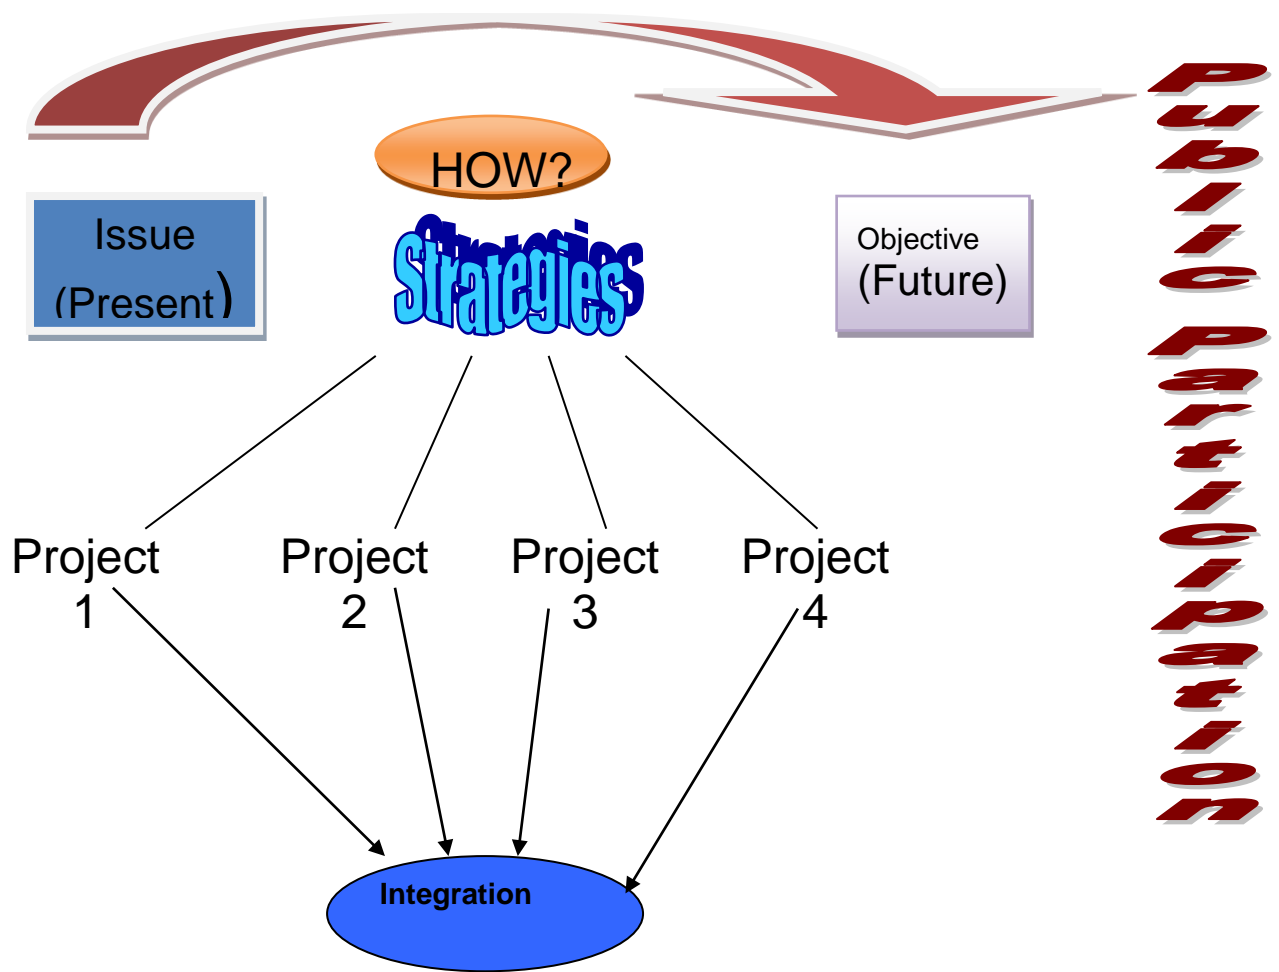 HOW?
Issue
(Present)
Strategies
Objective
(Future)
Project
1
Project
2
Project
3
Project
4
Integration
Public Participation